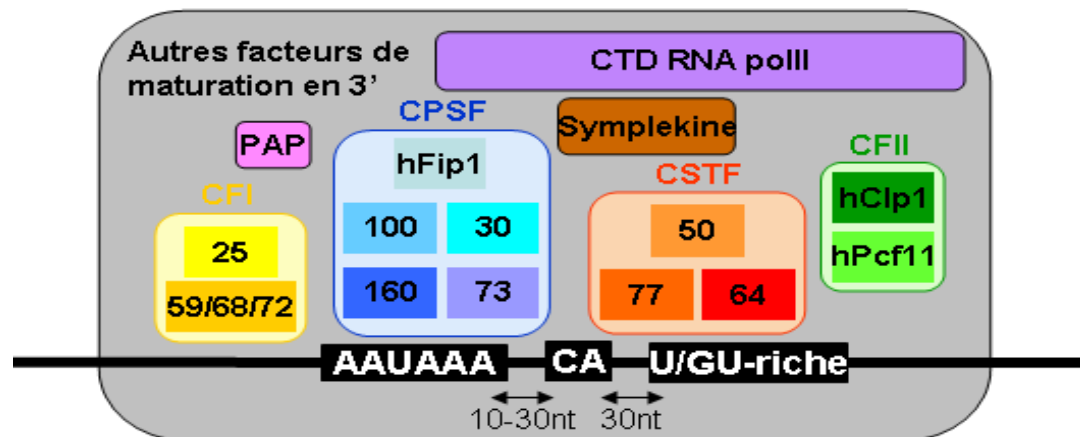 Autres facteurs de
maturation en 3’
CTD RNA polII
PAP
CPSF
Symplekine
CFII
hFip1
CFI
CSTF
hClp1
100
30
50
25
hPcf11
59/68/72
160
73
77
64
AAUAAA
CA
U/GU-riche
10-30nt
30nt